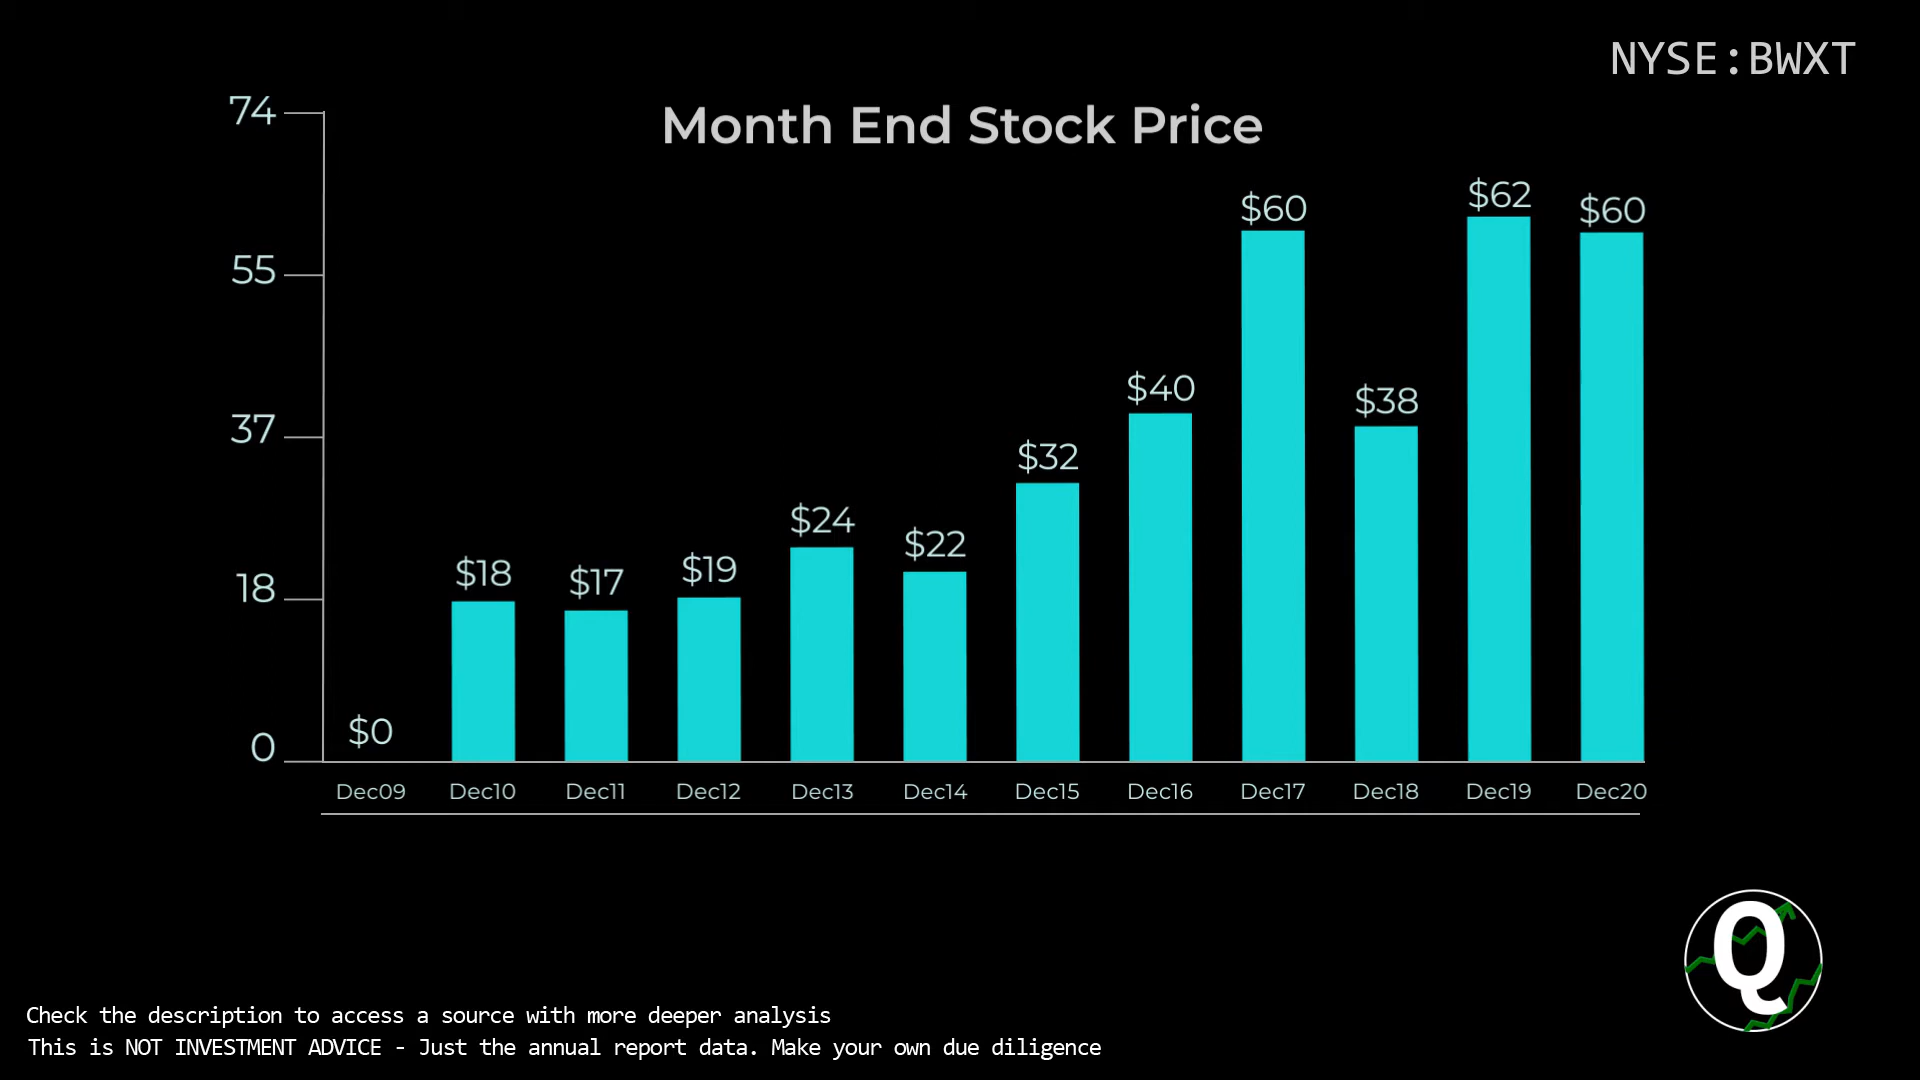 NYSE:BWXT
Month End Stock Price
74
55
37
18
0
$0
$18
$17
$19
$24
$22
$32
$40
$60
$38
$62
$60
Dec09 Dec10 Dec11 Dec12 Dec13 Dec14 Dec15 Dec16 Dec17 Dec18 Dec19 Dec20
Q
Check the description to access a source with more deeper analysis
This is NOT INVESTMENT ADVICE - Just the annual report data. Make your own due diligence